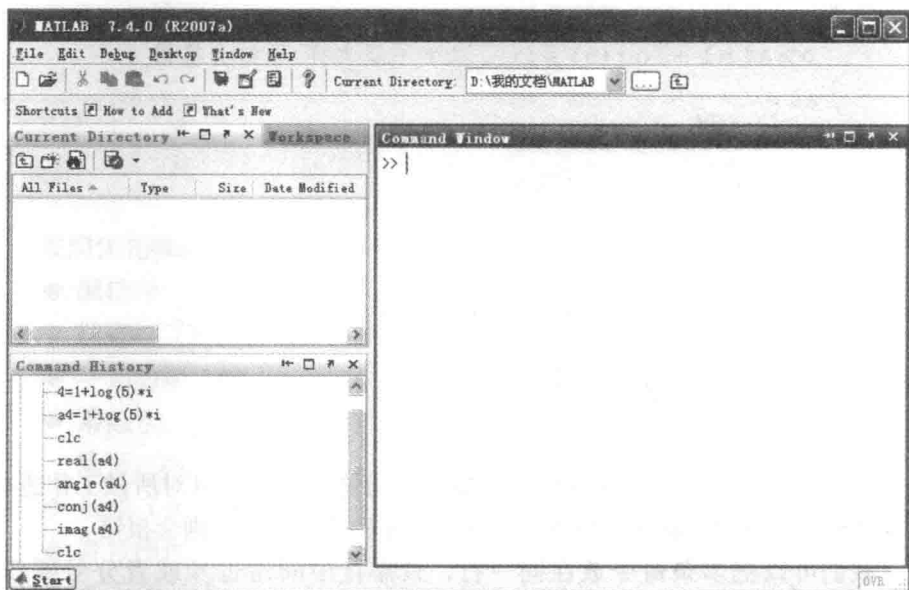 MATLAB 7.4.0 (R2007a)
File Edit Debug Desktop Window Help
Current Directory: D:\我的文档\MATLAB ...
Shortcuts How to Add What's New
Current Directory Workspace
All Files Type Size Date Modified
Command History
4=1+log(5)*i
a4=1+log(5)*i
clc
real(a4)
angle(a4)
conj(a4)
imag(a4)
clc
Command Window
>>
Start
OVR